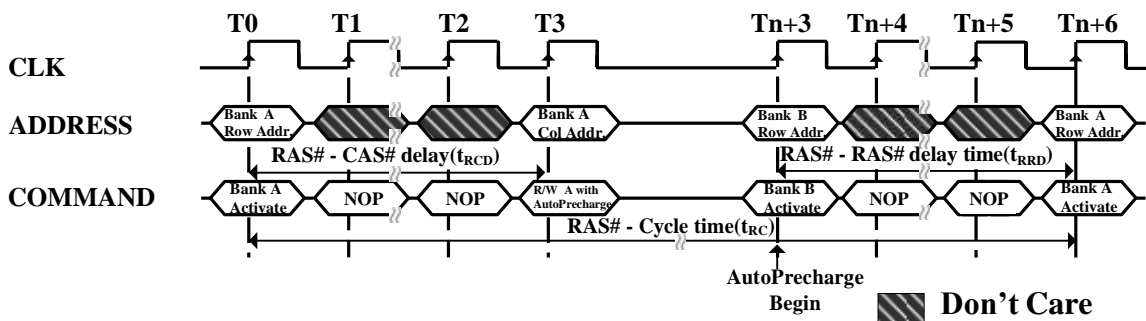 T0 T1 T2 T3 Tn+3 Tn+4 Tn+5 Tn+6
CLK
ADDRESS
Bank A
Row Addr.
Bank A
Col Addr.
Bank B
Row Addr.
Bank A
Row Addr.
RAS# - CAS# delay(tRCD)
RAS# - RAS# delay time(tRRD)
COMMAND
Bank A
Activate
NOP
NOP
R/W A with
AutoPrecharge
Bank B
Activate
NOP
NOP
Bank A
Activate
RAS# - Cycle time(tRC)
AutoPrecharge
Begin
Don't Care